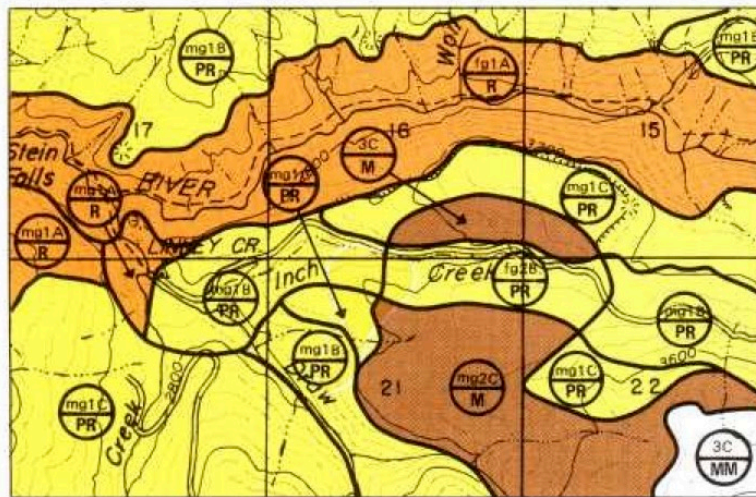 mg1B
PR
mg1B
PR
Wolf
fg1A
R
17
16
15
3C
M
Stein
Falls
mg1A
R
RIVER
PR
mg1C
PR
mg1A
R
LINNEY CR.
Inch
Creek
fg2B
PR
mg1B
PR
mg1B
PR
3600
mg1B
PR
21
mg2C
M
mg1C
PR
22
mg1C
PR
2800
Creek
3C
MM